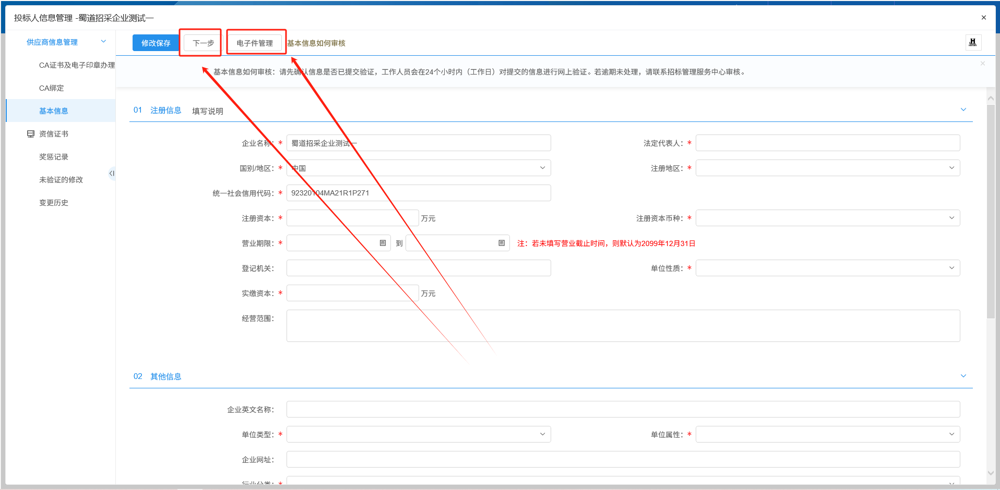 投标人信息管理 -蜀道招采企业测试一
供应商信息管理
CA证书及电子印章办理
CA绑定
基本信息
资信证书
奖惩记录
未验证的修改
变更历史
修改保存 下一步 电子件管理 基本信息如何审核
H
HISTORY
基本信息如何审核：请先确认信息是否已提交验证，工作人员会在24个小时内（工作日）对提交的信息进行网上验证。若逾期未处理，请联系招标管理服务中心审核。
01 注册信息 填写说明
企业名称：* 蜀道招采企业测试一 法定代表人：*
国别/地区：* 中国 注册地区：*
统一社会信用代码：* 92320104MA21R1P271
注册资本：* 万元 注册资本币种：*
营业期限：* 到 注：若未填写营业截止时间，则默认为2099年12月31日
登记机关： 单位性质：*
实缴资本：* 万元
经营范围：
02 其他信息
企业英文名称：
单位类型：* 单位属性：*
企业网址：
行业分类：*